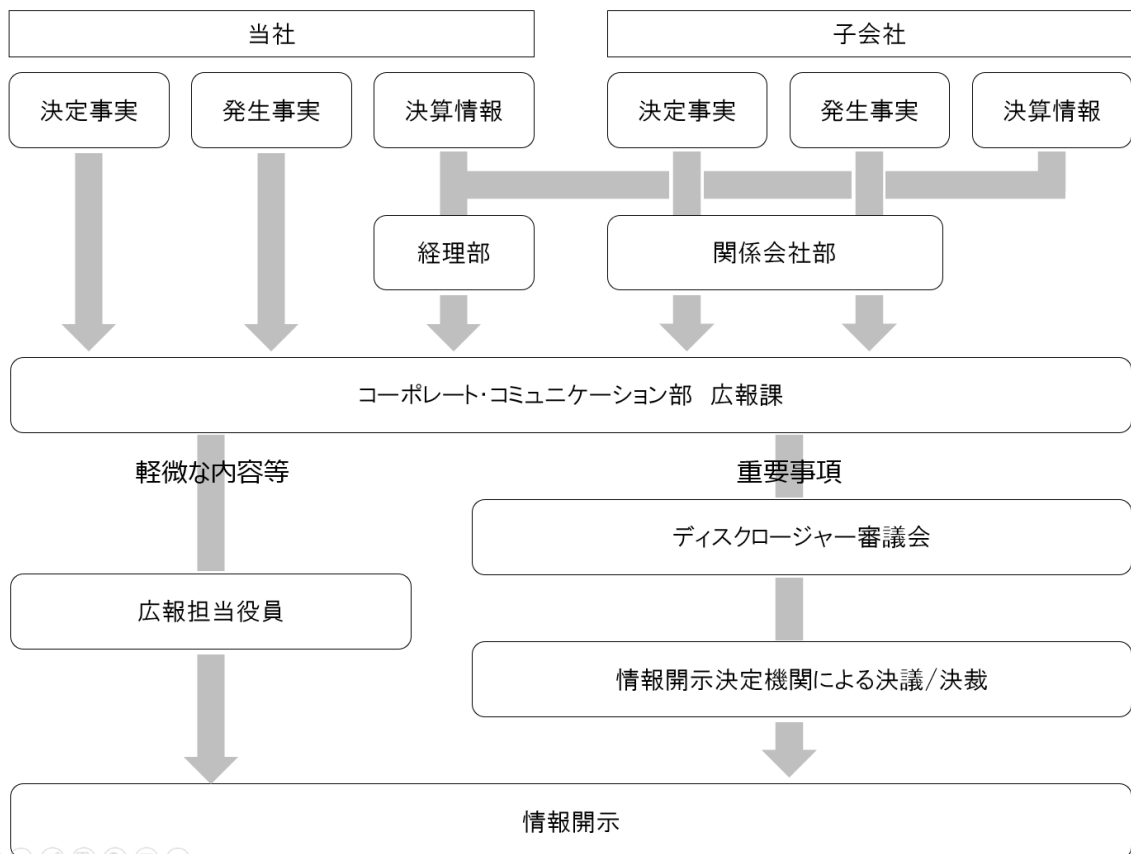 当社
子会社
決定事実
発生事実
決算情報
決定事実
発生事実
決算情報
経理部
関係会社部
コーポレート・コミュニケーション部 広報課
軽微な内容等
重要事項
ディスクロージャー審議会
広報担当役員
情報開示決定機関による決議/決裁
情報開示